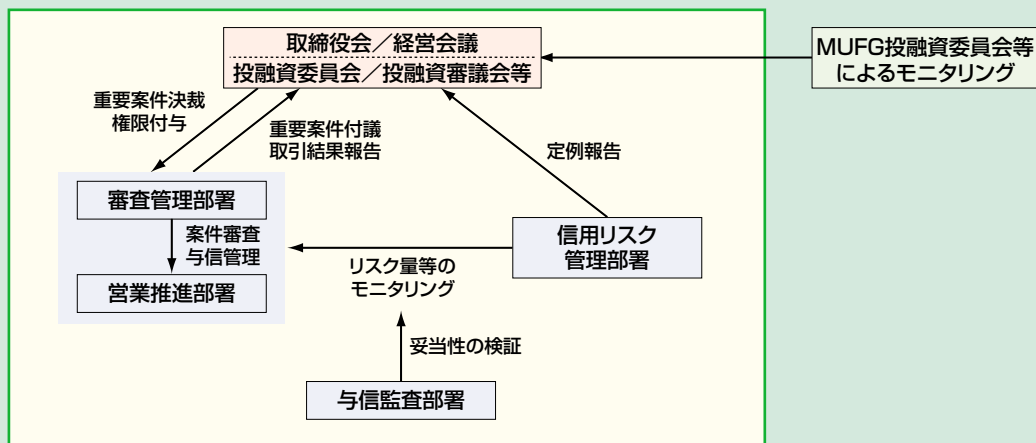 取締役会／経営会議
投融資委員会／投融資審議会等
MUFG投融資委員会等
によるモニタリング
重要案件決裁
権限付与
重要案件付議
取引結果報告
定例報告
審査管理部署
案件審査
与信管理
営業推進部署
信用リスク
管理部署
リスク量等の
モニタリング
妥当性の検証
与信監査部署